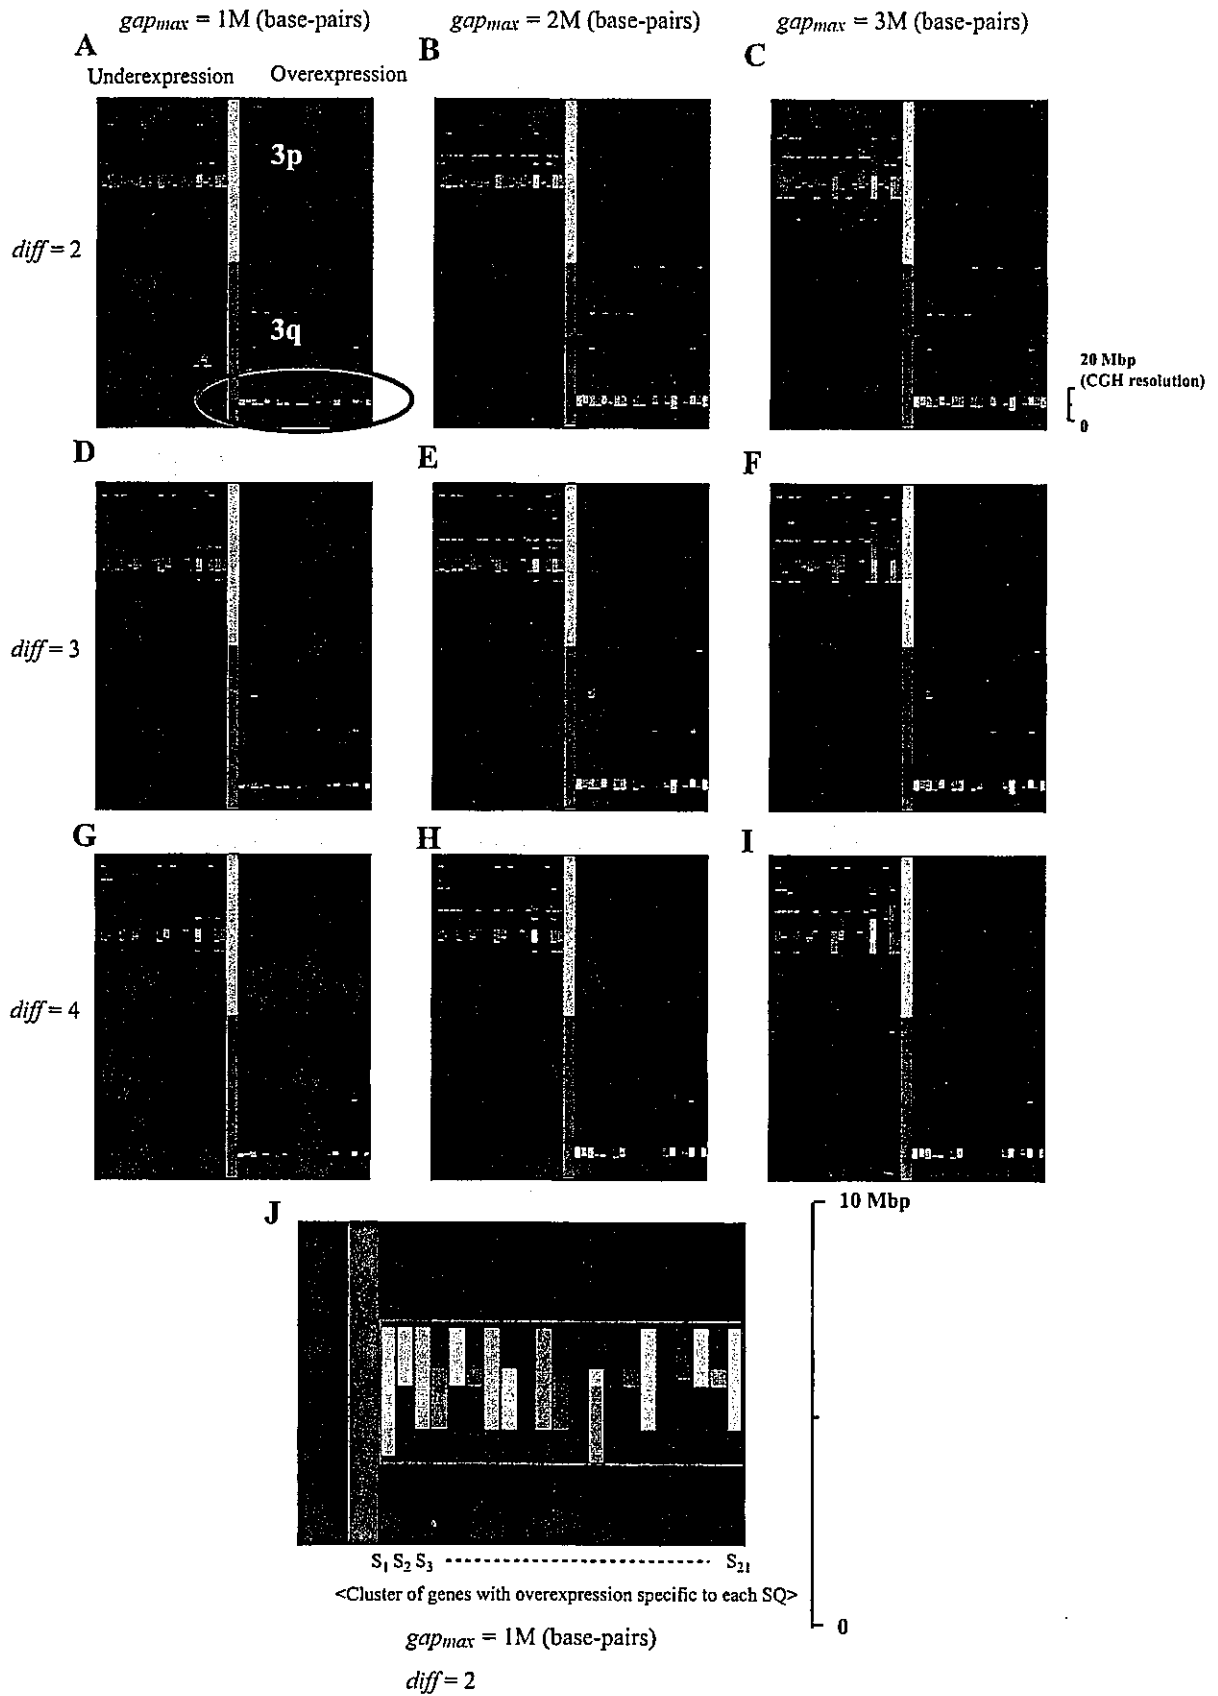 gapmax = 1M (base-pairs)
gapmax = 2M (base-pairs)
gapmax = 3M (base-pairs)
A
B
C
Underexpression
Overexpression
3p
diff = 2
3q
20 Mbp
(CGH resolution)
0
D
E
F
diff = 3
G
H
I
diff = 4
J
10 Mbp
S1 S2 S3
S21
<Cluster of genes with overexpression specific to each SQ>
0
gapmax = 1M (base-pairs)
diff = 2